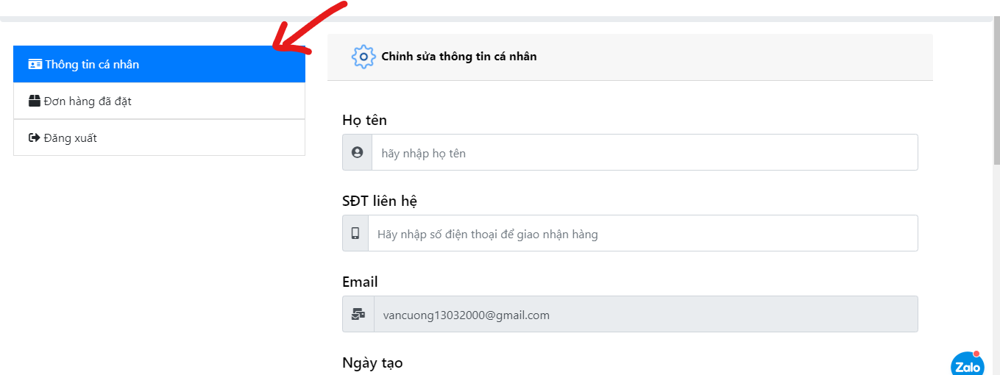 Thông tin cá nhân
Đơn hàng đã đặt
Đăng xuất
Chỉnh sửa thông tin cá nhân
Họ tên
hãy nhập họ tên
SĐT liên hệ
Hãy nhập số điện thoại để giao nhận hàng
Email
vancuong13032000@gmail.com
Ngày tạo
Zalo